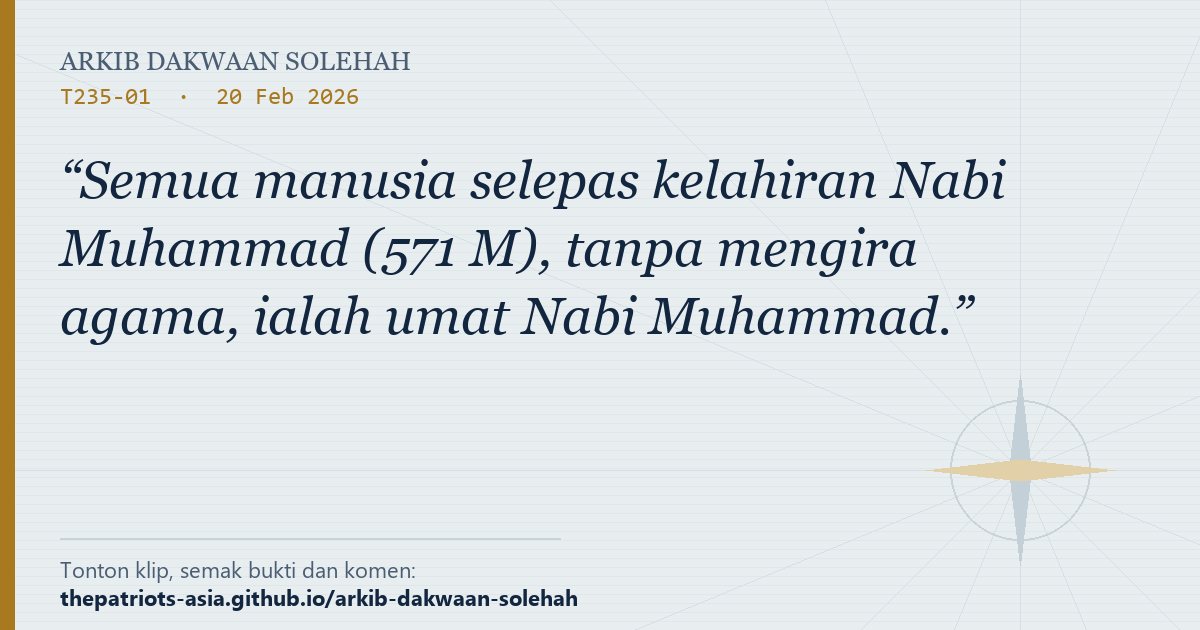 ARKIB DAKWAAN SOLEHAH
T235-01 · 20 Feb 2026
“Semua manusia selepas kelahiran Nabi
Muhammad (571 M), tanpa mengira
agama, ialah umat Nabi Muhammad.”
Tonton klip, semak bukti dan komen:
thepatriots-asia.github.io/arkib-dakwaan-solehah